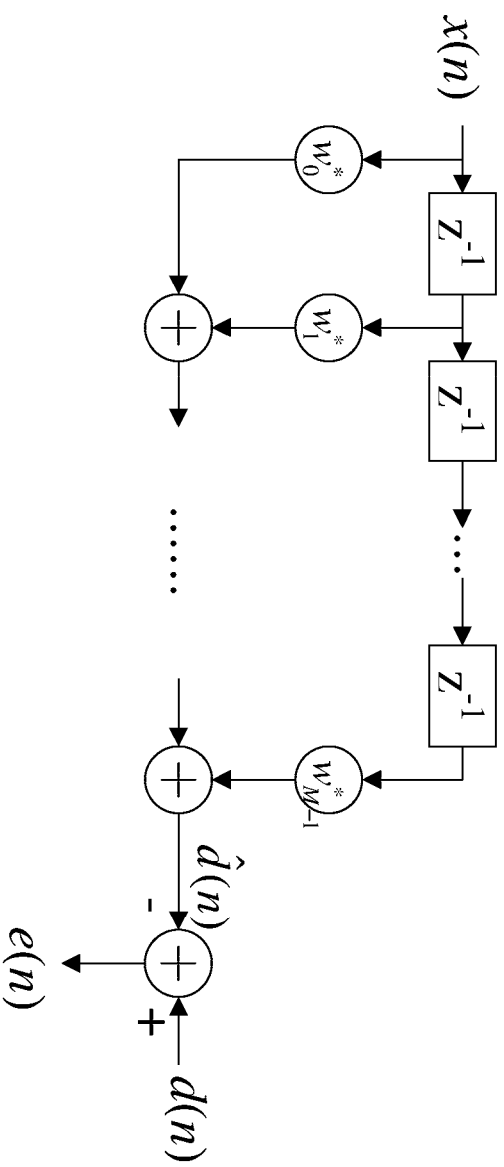 x(n)
z⁻¹
z⁻¹
....
z⁻¹
w₀*
w₁*
w*_{M-1}
+
......
+
d̂(n)
-
+
+
d(n)
e(n)